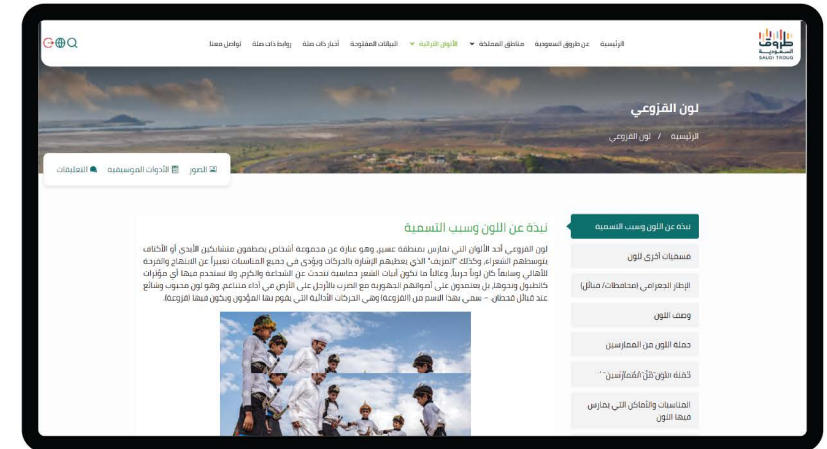 طروق
السعودية
SAUDI TROUQ
الرئيسية عن طروق السعودية مناطق المملكة الألوان التراثية البيانات المفتوحة أخبار ذات صلة روابط ذات صلة تواصل معنا
لون القزوعي
الرئيسية / لون القزوعي
الصور الأدوات الموسيقية التعليقات
نبذة عن اللون وسبب التسمية
مسميات أخرى للون
الإطار الجغرافي (محافظات/ قبائل)
وصف اللون
حملة اللون من الممارسين
المناسبات والأماكن التي يمارس
فيها اللون
نبذة عن اللون وسبب التسمية
لون القزوعي أحد الألوان التي تمارس بمنطقة عسير، وهو عبارة عن مجموعة أشخاص يصطفون متشابكين الأيدي أو الأكتاف
يتوسطهم الشعراء، وكذلك "المزيف" الذي يعطيهم الإشارة بالحركات ويؤدى في جميع المناسبات تعبيراً عن الابتهاج والفرحة
للأهالي وسابقاً كان لوناً حربياً، وغالباً ما تكون أبيات الشعر حماسية تتحدث عن الشجاعة والكرم، ولا تستخدم فيها أي مؤثرات
كالطبول ونحوها، بل يعتمدون على أصواتهم الجهورية مع الضرب بالأرجل على الأرض في أداء متناغم، وهو لون محبوب وشائع
عند قبائل قحطان. - سمي بهذا الاسم من (القزوعة) وهي الحركات الأدائية التي يقوم بها المؤدون ويكون فيها (قزوعة).